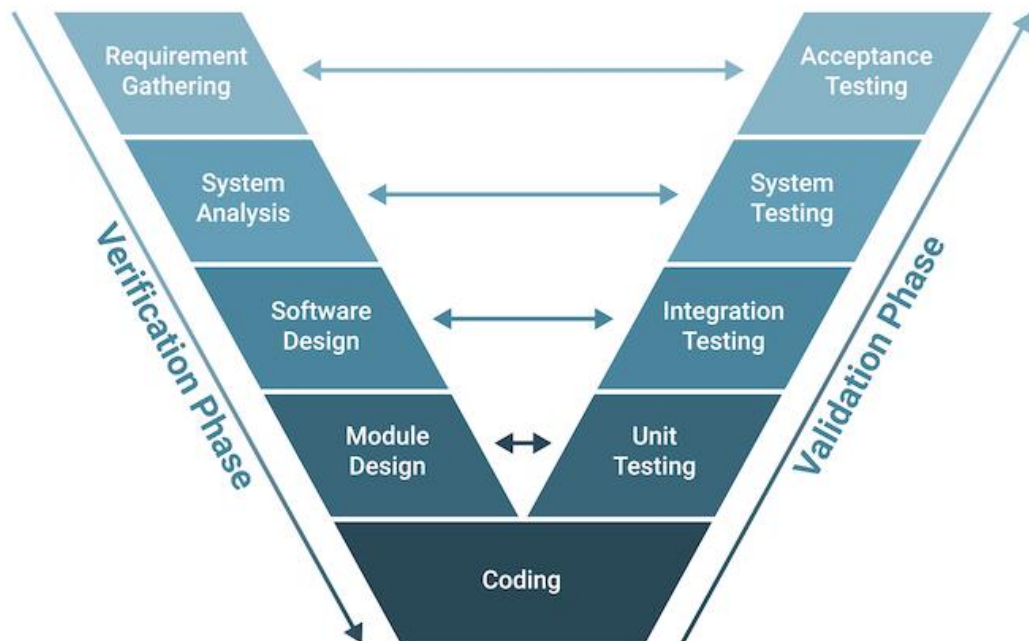 Requirement
Gathering
Acceptance
Testing
System
Analysis
System
Testing
Verification Phase
Validation Phase
Software
Design
Integration
Testing
Module
Design
Unit
Testing
Coding